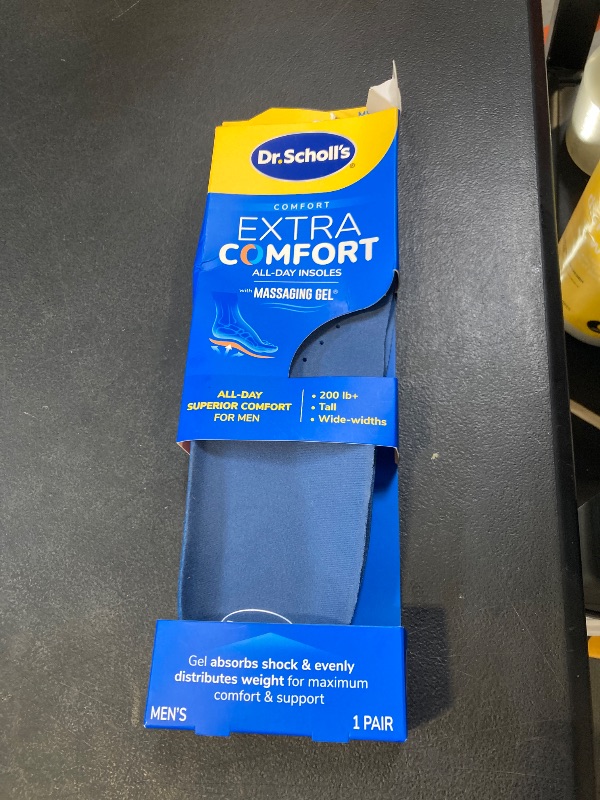 Dr. Scholl's®
COMFORT
EXTRA
COMFORT
ALL-DAY INSOLES
with MASSAGING GEL®
ALL-DAY
SUPERIOR COMFORT
FOR MEN
• 200 lb+
• Tall
• Wide-widths
Gel absorbs shock & evenly
distributes weight for maximum
comfort & support
MEN'S
1 PAIR